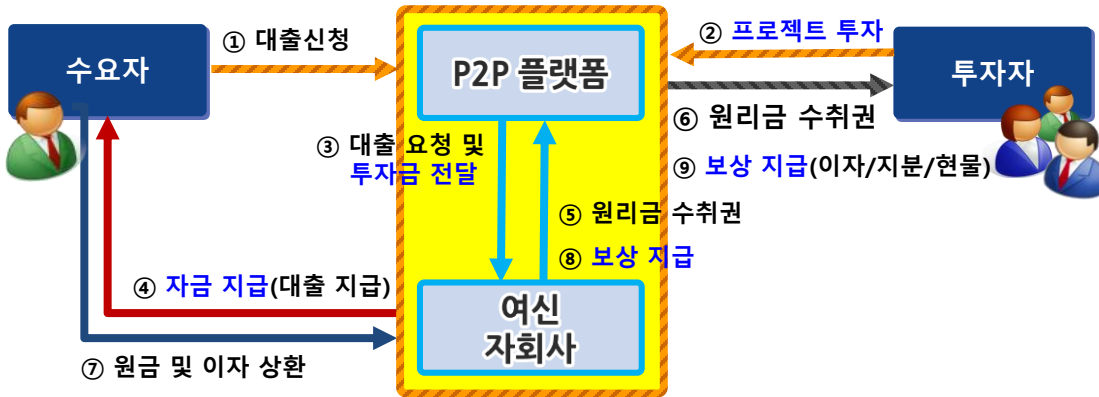 수요자
① 대출신청
P2P 플랫폼
② 프로젝트 투자
투자자
③ 대출 요청 및
투자금 전달
⑥ 원리금 수취권
⑨ 보상 지급(이자/지분/현물)
⑤ 원리금 수취권
⑧ 보상 지급
④ 자금 지급(대출 지급)
여신
자회사
⑦ 원금 및 이자 상환